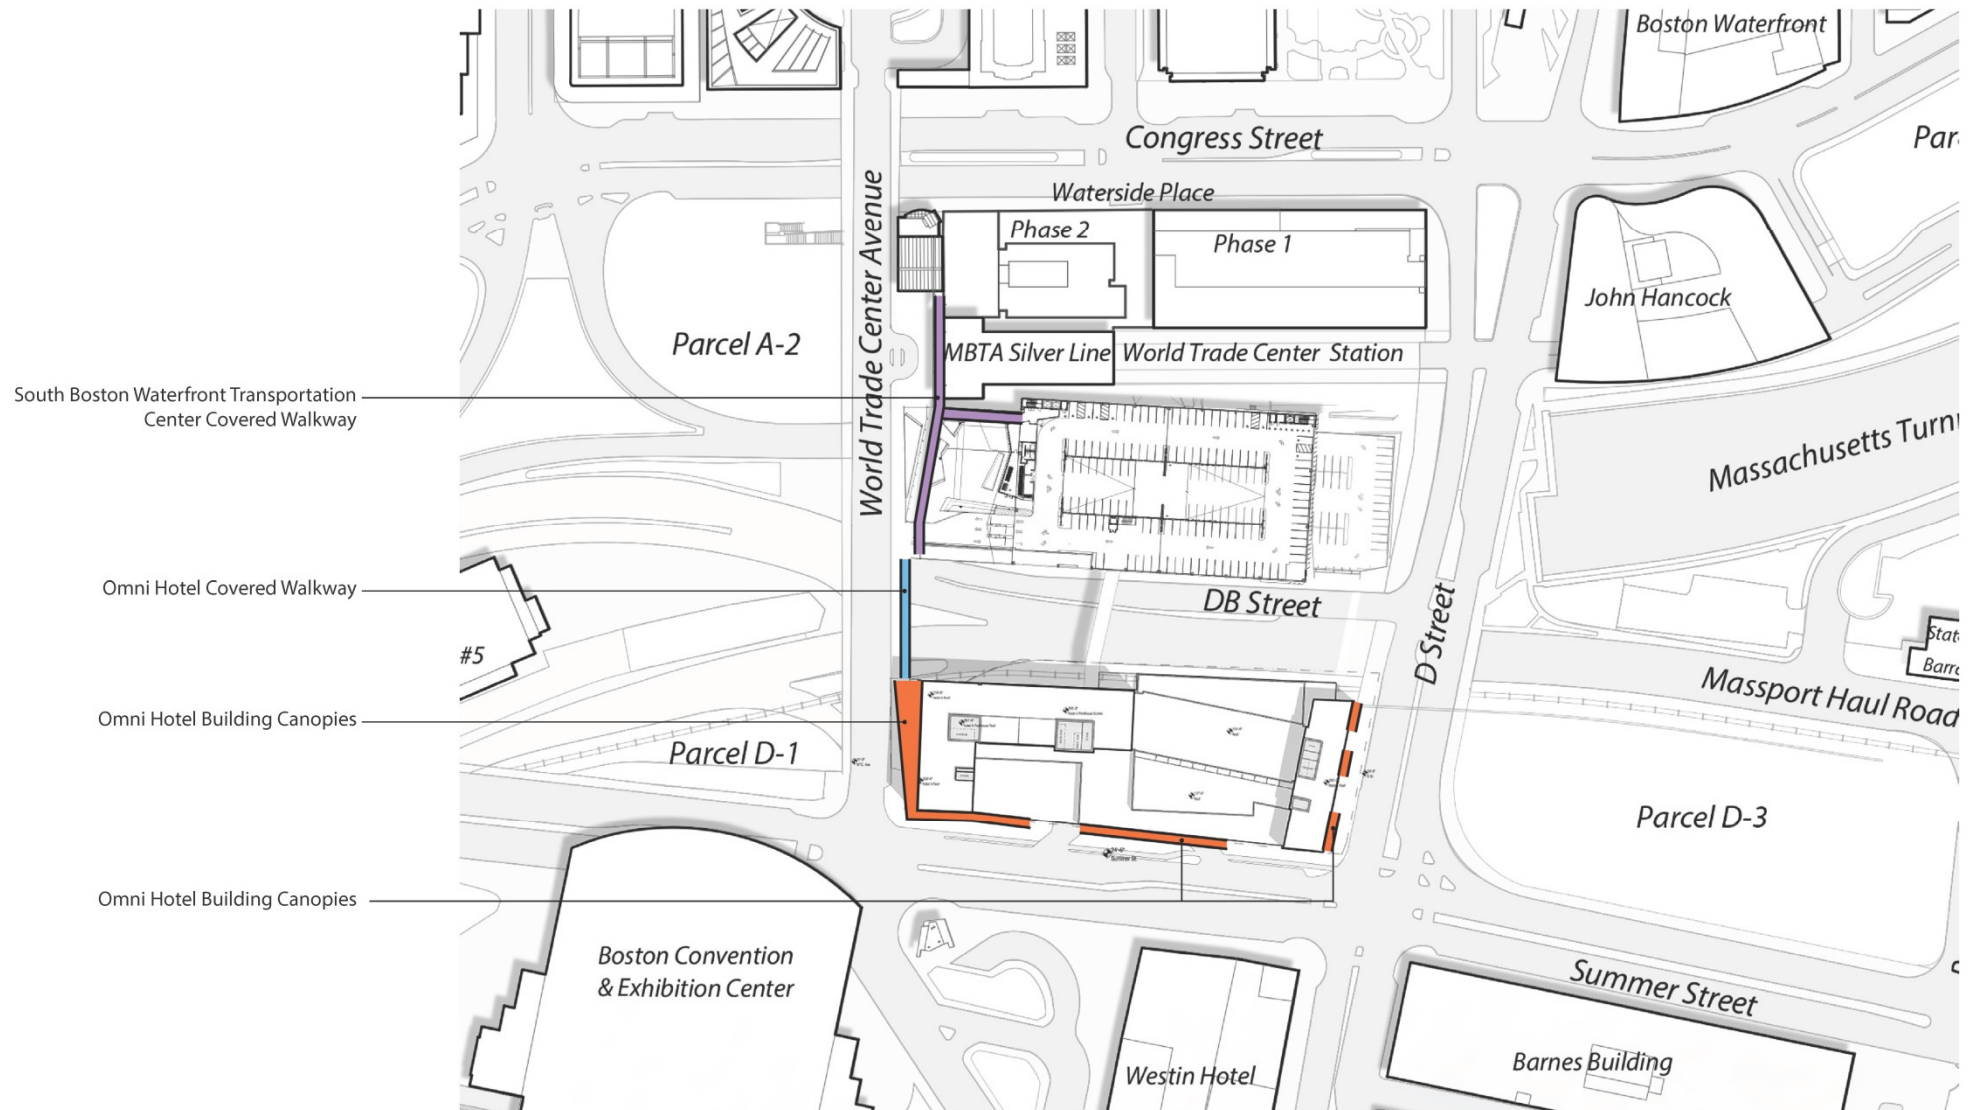 Boston Waterfront
Congress Street
Par
Waterside Place
Phase 2
Phase 1
World Trade Center Avenue
John Hancock
Parcel A-2
MBTA Silver Line
World Trade Center Station
South Boston Waterfront Transportation
Center Covered Walkway
Massachusetts Turn
Omni Hotel Covered Walkway
DB Street
D Street
#5
Stat
Barra
Massport Haul Road
Omni Hotel Building Canopies
Parcel D-1
Parcel D-3
Summer St.
Omni Hotel Building Canopies
Boston Convention
& Exhibition Center
Summer Street
Westin Hotel
Barnes Building